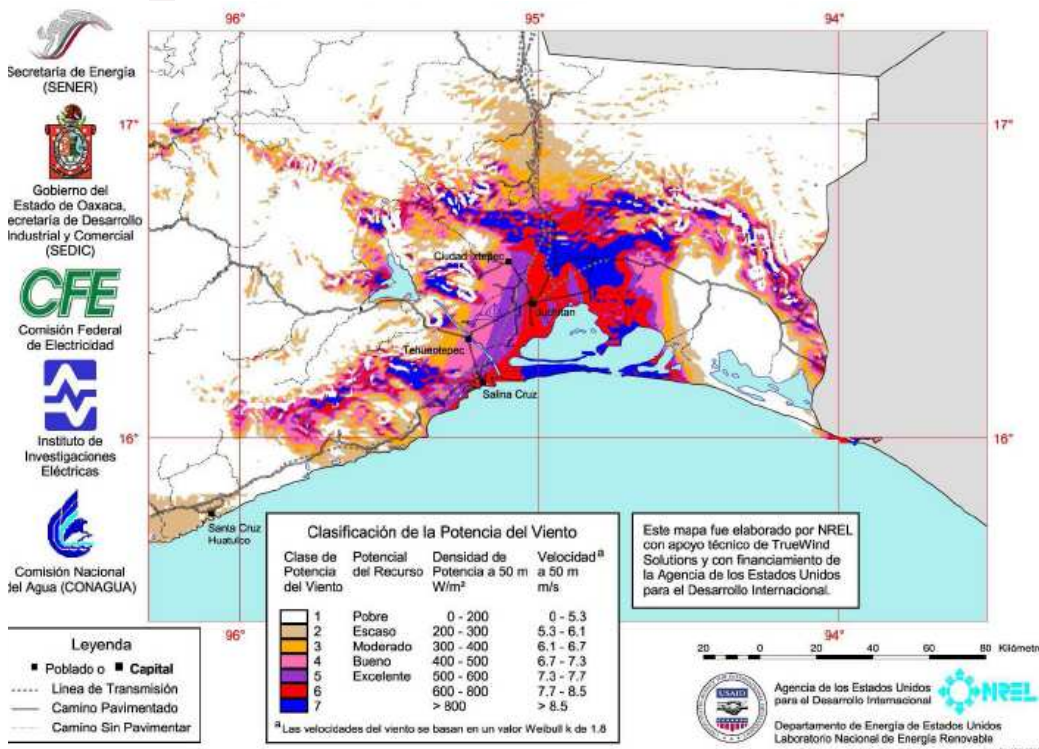 96°
95°
94°
Secretaría de Energía
(SENER)
17°
17°
Gobierno del
Estado de Oaxaca,
ecretaría de Desarrollo
Industrial y Comercial
(SEDIC)
CFE
Comisión Federal
de Electricidad
Ciudad Ixtepec
Juchitan
Tehuantepec
Salina Cruz
16°
16°
Instituto de
Investigaciones
Eléctricas
Santa Cruz
Huatulco
Comisión Nacional
del Agua (CONAGUA)
Clasificación de la Potencia del Viento
Clase de Potencial Densidad de Velocidad a
Potencia del Recurso Potencia a 50 m a 50 m
del Viento W/m² m/s
1 Pobre 0 - 200 0 - 5.3
2 Escaso 200 - 300 5.3 - 6.1
3 Moderado 300 - 400 6.1 - 6.7
4 Bueno 400 - 500 6.7 - 7.3
5 Excelente 500 - 600 7.3 - 7.7
6 600 - 800 7.7 - 8.5
7 > 800 > 8.5
a Las velocidades del viento se basan en un valor Weibull k de 1.8
Este mapa fue elaborado por NREL
con apoyo técnico de TrueWind
Solutions y con financiamiento de
la Agencia de los Estados Unidos
para el Desarrollo Internacional.
96°
94°
Leyenda
Poblado o Capital
Linea de Transmisión
Camino Pavimentado
Camino Sin Pavimentar
20 0 20 40 60 80 Kilóme
USAID
Agencia de los Estados Unidos
para el Desarrollo Internacional
NREL
Departamento de Energía de Estados Unidos
Laboratorio Nacional de Energía Renovable